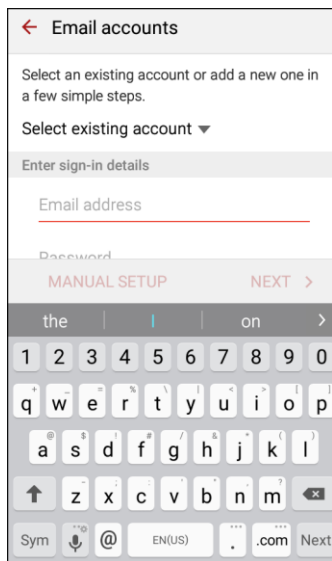 Email accounts
Select an existing account or add a new one in
a few simple steps.
Select existing account
Enter sign-in details
Email address
Password
MANUAL SETUP NEXT >
the I on >
1 2 3 4 5 6 7 8 9 0
q w e r t y u i o p
a s d f g h j k l
z x c v b n m
Sym @ EN(US) . .com Next